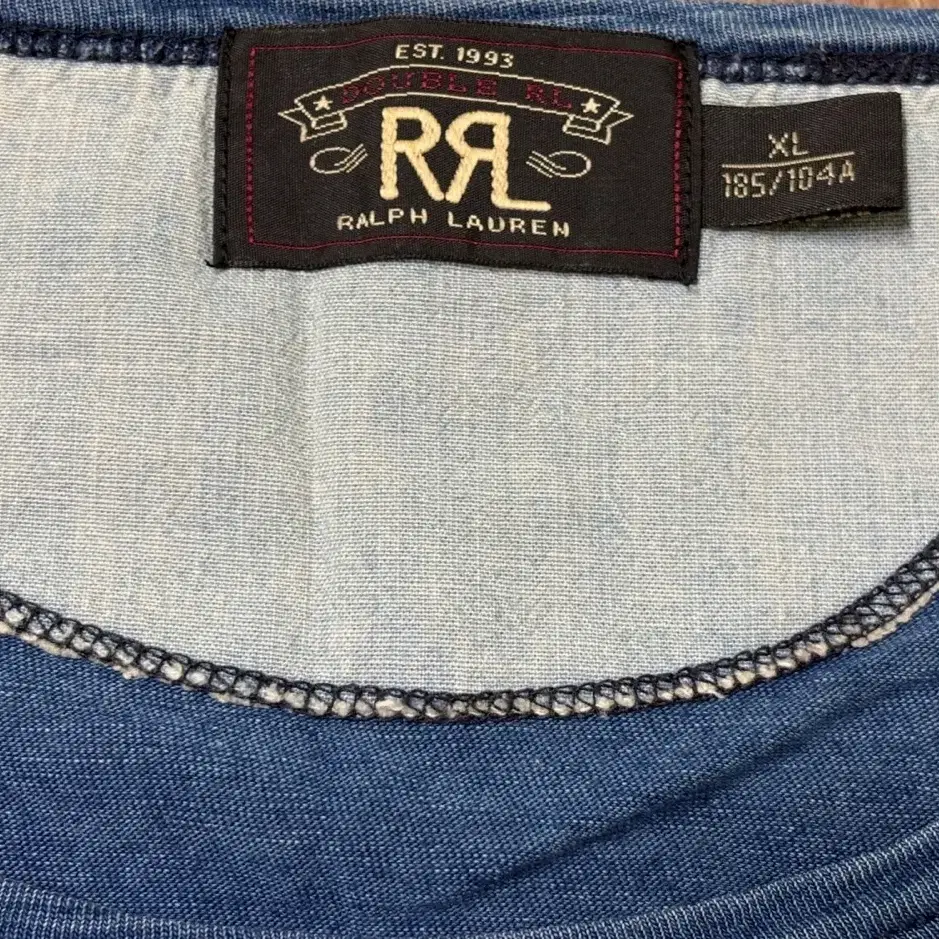 EST. 1993
DOUBLE RL
RRL
RALPH LAUREN
XL
185/104A